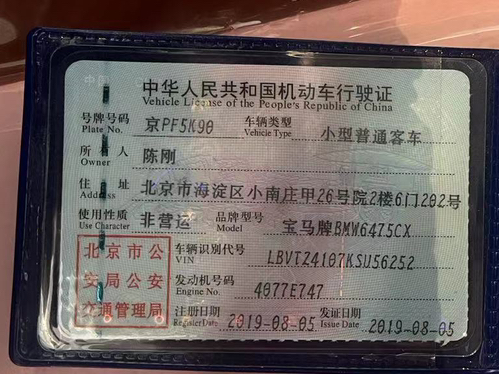 中华人民共和国机动车行驶证
Vehicle License of the People's Republic of China
号牌号码 Plate No. 京PF5K90 车辆类型 Vehicle Type 小型普通客车
所有人 Owner 陈刚
住址 Address 北京市海淀区小南庄甲26号院2楼6门202号
使用性质 Use Character 非营运 品牌型号 Model 宝马牌BMW6475CX
北京市公安局公安交通管理局
车辆识别代号 VIN LBVTZ4107KSU56252
发动机号码 Engine No. 4977E747
注册日期 Register Date 2019-08-05 发证日期 Issue Date 2019-08-05